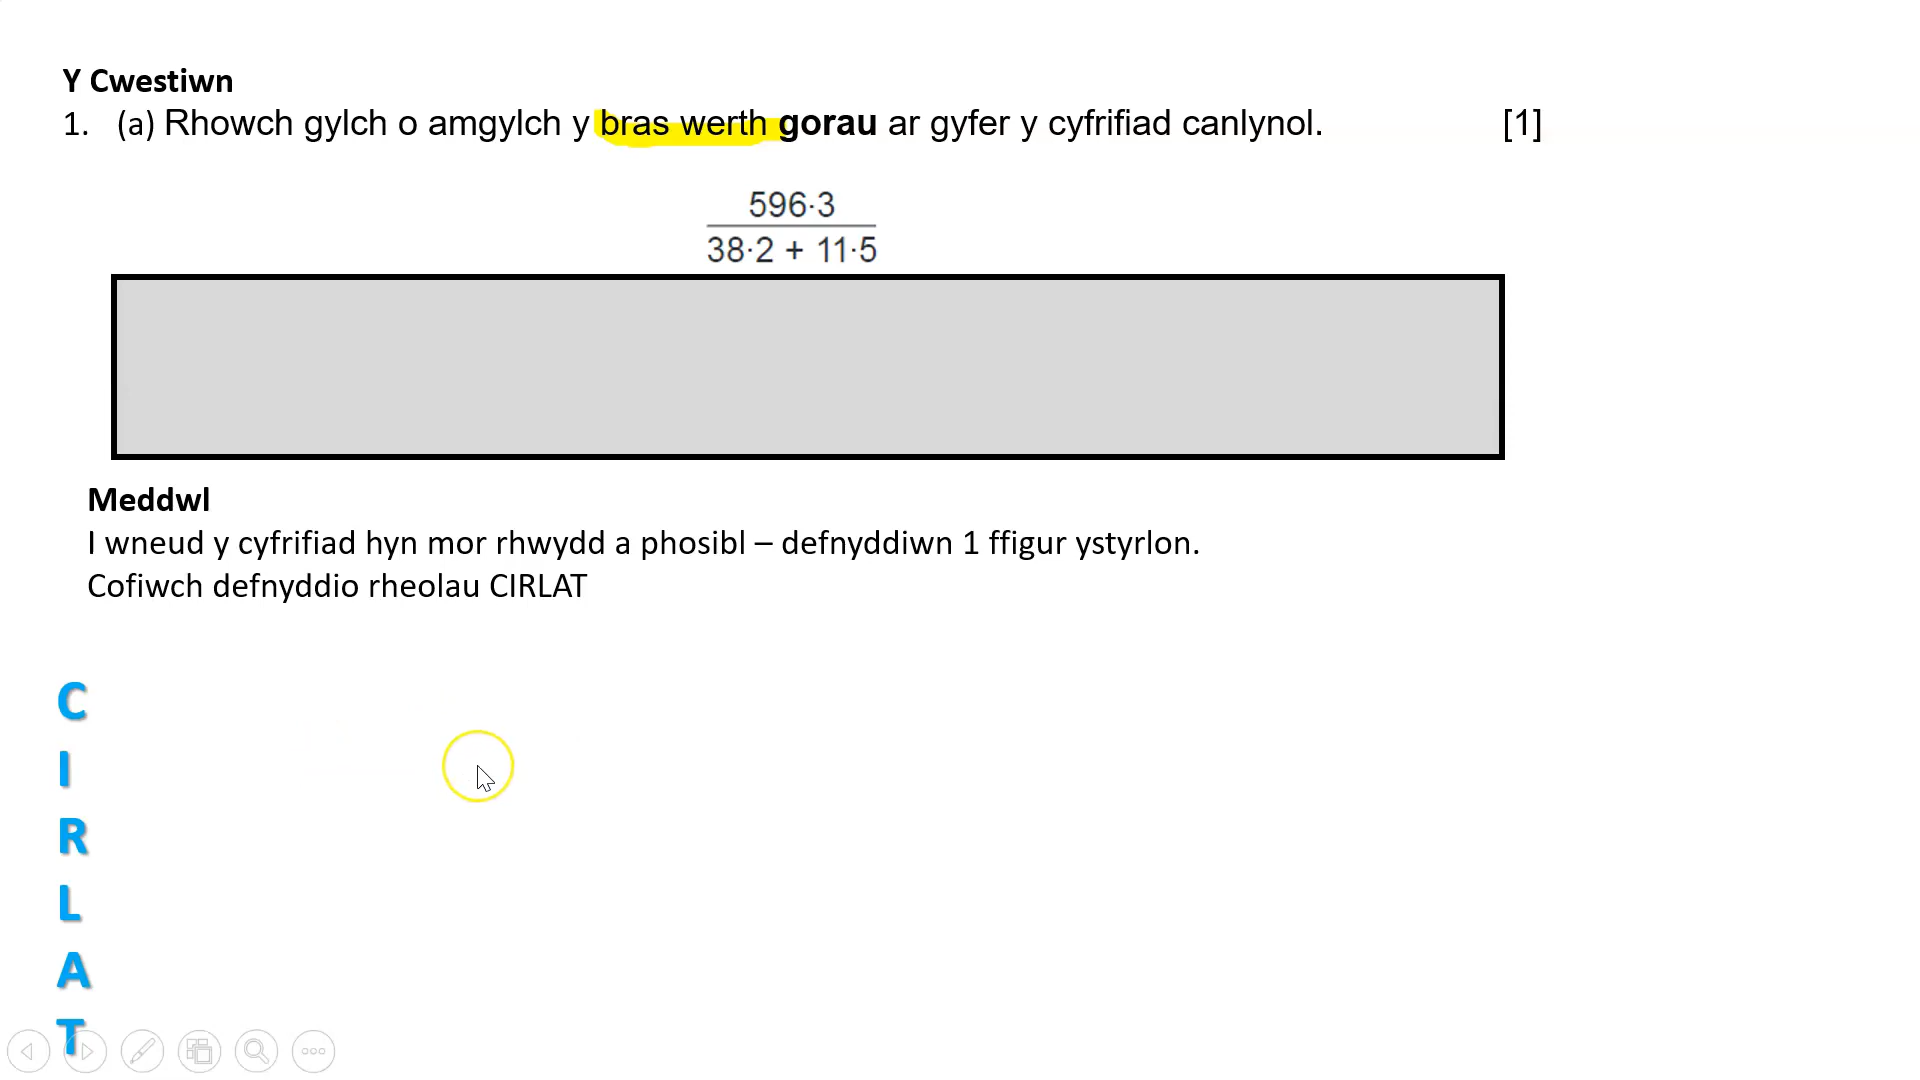 Y Cwestiwn
1. (a) Rhowch gylch o amgylch y bras werth gorau ar gyfer y cyfrifiad canlynol. [1]
596·3
38·2 + 11·5
Meddwl
I wneud y cyfrifiad hyn mor rhwydd a phosibl – defnyddiwn 1 ffigur ystyrlon.
Cofiwch defnyddio rheolau CIRLAT
C
I
R
L
A
T